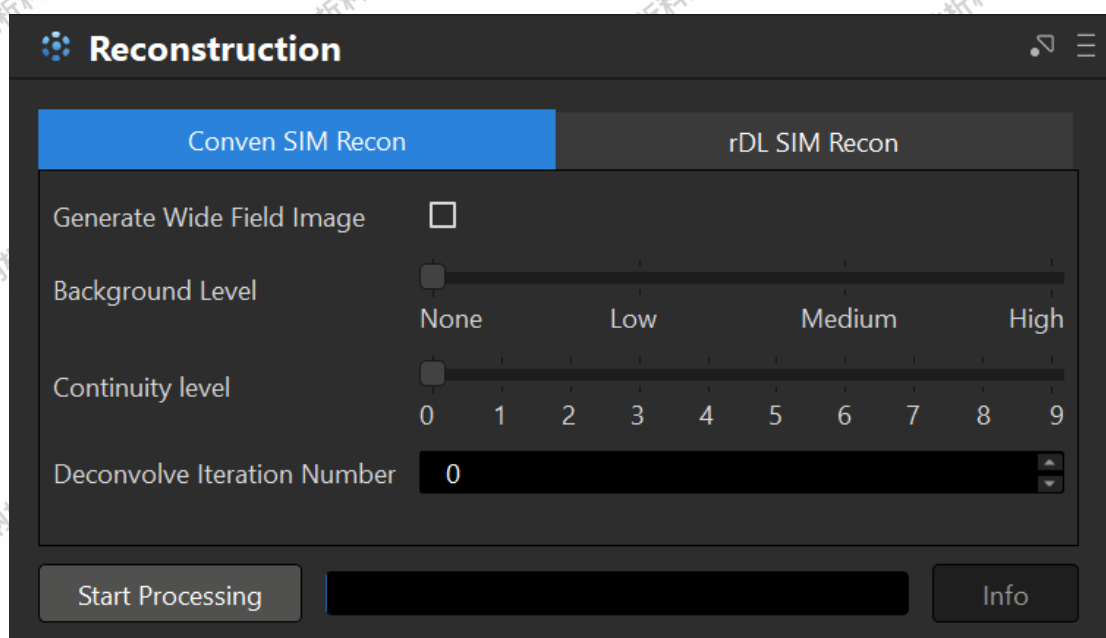 Reconstruction
Conven SIM Recon
rDL SIM Recon
Generate Wide Field Image
Background Level
None Low Medium High
Continuity level
0 1 2 3 4 5 6 7 8 9
Deconvolve Iteration Number 0
Start Processing
Info